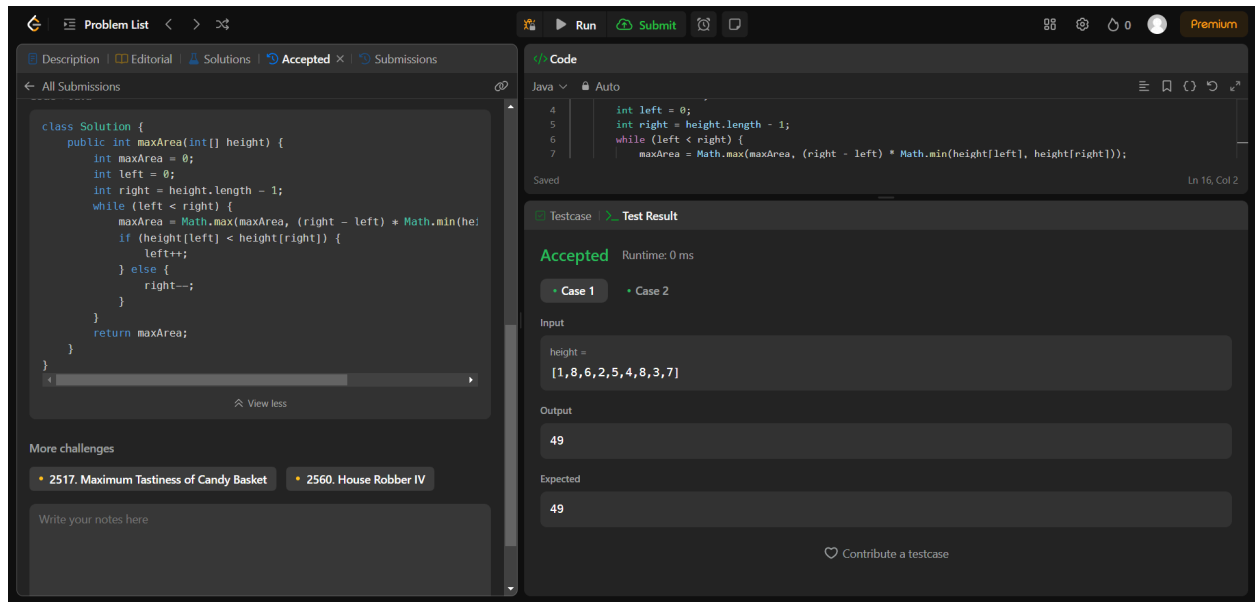 Problem List
Run
Submit
0
Premium
Description
Editorial
Solutions
Accepted
Submissions
All Submissions
class Solution {
public int maxArea(int[] height) {
int maxArea = 0;
int left = 0;
int right = height.length - 1;
while (left < right) {
maxArea = Math.max(maxArea, (right - left) * Math.min(hei
if (height[left] < height[right]) {
left++;
} else {
right--;
}
}
return maxArea;
}
}
View less
More challenges
2517. Maximum Tastiness of Candy Basket
2560. House Robber IV
Write your notes here
</> Code
Java
Auto
4 int left = 0;
5 int right = height.length - 1;
6 while (left < right) {
7 maxArea = Math.max(maxArea, (right - left) * Math.min(height[left], height[right]));
Saved
Ln 16, Col 2
Testcase
Test Result
Accepted
Runtime: 0 ms
Case 1
Case 2
Input
height =
[1,8,6,2,5,4,8,3,7]
Output
49
Expected
49
Contribute a testcase